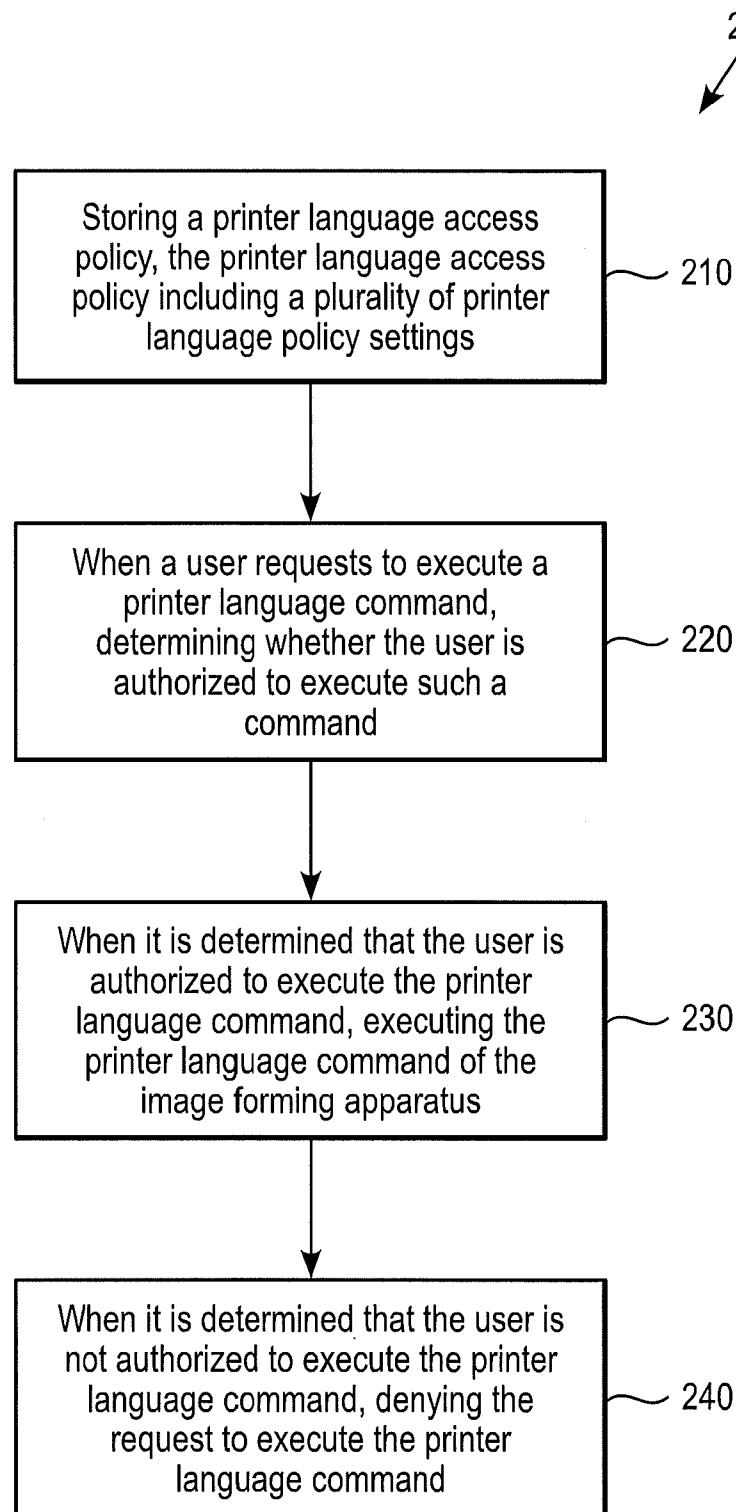 2
Storing a printer language access
policy, the printer language access
policy including a plurality of printer
language policy settings
210
When a user requests to execute a
printer language command,
determining whether the user is
authorized to execute such a
command
220
When it is determined that the user is
authorized to execute the printer
language command, executing the
printer language command of the
image forming apparatus
230
When it is determined that the user is
not authorized to execute the printer
language command, denying the
request to execute the printer
language command
240